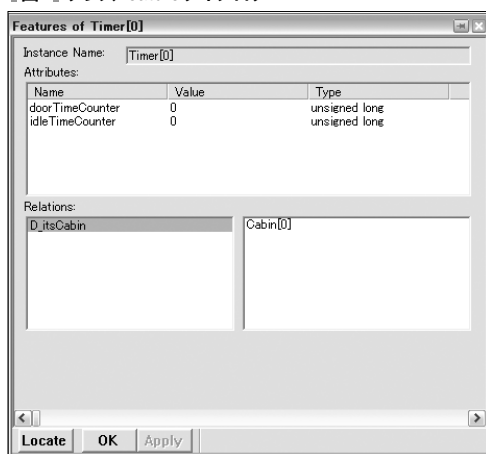 Features of Timer[0]
Instance Name: Timer[0]
Attributes:
Name Value Type
doorTimeCounter 0 unsigned long
idleTimeCounter 0 unsigned long
Relations:
D_itsCabin Cabin[0]
Locate OK Apply